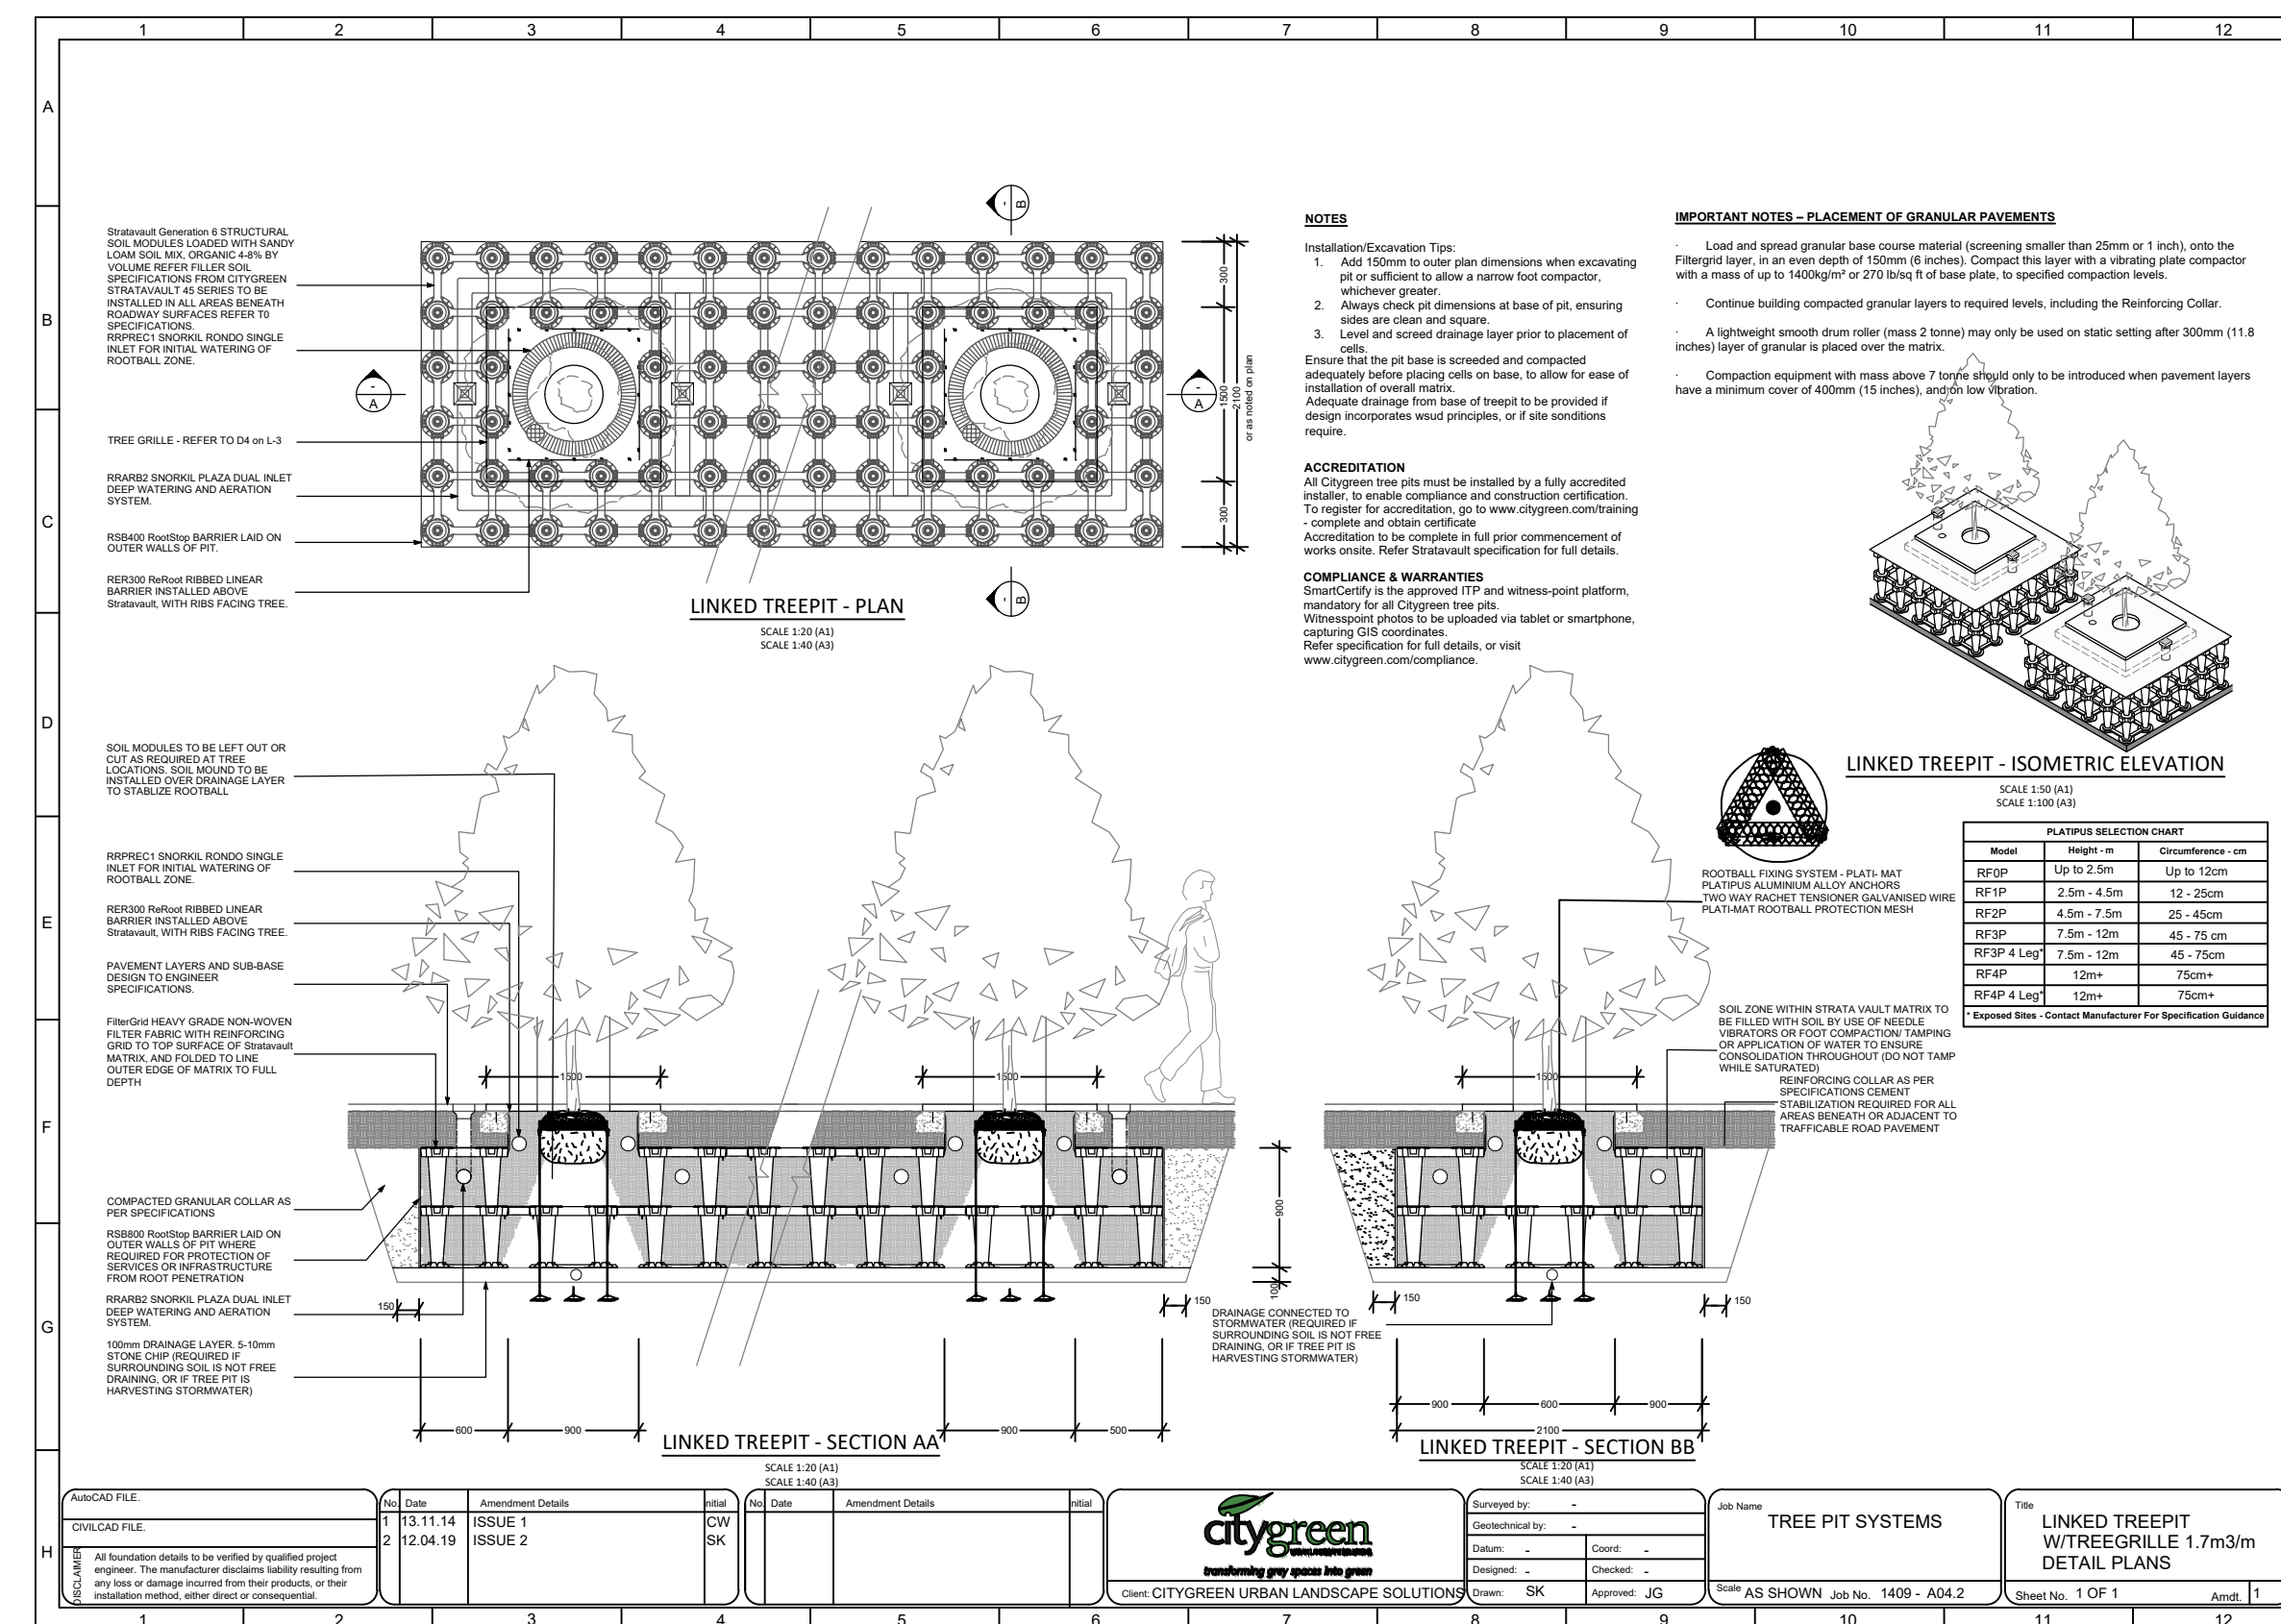 1 2 3 4 5 6 7 8 9 10 11 12
A
B
C
D
E
F
G
H
Stratavault Generation 6 STRUCTURAL
SOIL MODULES LOADED WITH SANDY
LOAM SOIL MIX, ORGANIC 4-8% BY
VOLUME REFER FILLER SOIL
SPECIFICATIONS FROM CITYGREEN
STRATAVAULT 45 SERIES TO BE
INSTALLED IN ALL AREAS BENEATH
ROADWAY SURFACES REFER T0
SPECIFICATIONS.
RRPREC1 SNORKIL RONDO SINGLE
INLET FOR INITIAL WATERING OF
ROOTBALL ZONE.
TREE GRILLE - REFER TO D4 on L-3
RRARB2 SNORKIL PLAZA DUAL INLET
DEEP WATERING AND AERATION
SYSTEM.
RSB400 RootStop BARRIER LAID ON
OUTER WALLS OF PIT.
RER300 ReRoot RIBBED LINEAR
BARRIER INSTALLED ABOVE
Stratavault, WITH RIBS FACING TREE.
- B
- A
- A
- B
300
1500
300
2100
or as noted on plan
LINKED TREEPIT - PLAN
SCALE 1:20 (A1)
SCALE 1:40 (A3)
NOTES
Installation/Excavation Tips:
1. Add 150mm to outer plan dimensions when excavating
pit or sufficient to allow a narrow foot compactor,
whichever greater.
2. Always check pit dimensions at base of pit, ensuring
sides are clean and square.
3. Level and screed drainage layer prior to placement of
cells.
Ensure that the pit base is screeded and compacted
adequately before placing cells on base, to allow for ease of
installation of overall matrix.
Adequate drainage from base of treepit to be provided if
design incorporates wsud principles, or if site sonditions
require.
ACCREDITATION
All Citygreen tree pits must be installed by a fully accredited
installer, to enable compliance and construction certification.
To register for accreditation, go to www.citygreen.com/training
- complete and obtain certificate
Accreditation to be complete in full prior commencement of
works onsite. Refer Stratavault specification for full details.
COMPLIANCE & WARRANTIES
SmartCertify is the approved ITP and witness-point platform,
mandatory for all Citygreen tree pits.
Witnesspoint photos to be uploaded via tablet or smartphone,
capturing GIS coordinates.
Refer specification for full details, or visit
www.citygreen.com/compliance.
IMPORTANT NOTES – PLACEMENT OF GRANULAR PAVEMENTS
· Load and spread granular base course material (screening smaller than 25mm or 1 inch), onto the
Filtergrid layer, in an even depth of 150mm (6 inches). Compact this layer with a vibrating plate compactor
with a mass of up to 1400kg/m² or 270 lb/sq ft of base plate, to specified compaction levels.
· Continue building compacted granular layers to required levels, including the Reinforcing Collar.
· A lightweight smooth drum roller (mass 2 tonne) may only be used on static setting after 300mm (11.8
inches) layer of granular is placed over the matrix.
· Compaction equipment with mass above 7 tonne should only to be introduced when pavement layers
have a minimum cover of 400mm (15 inches), and on low vibration.
LINKED TREEPIT - ISOMETRIC ELEVATION
SCALE 1:50 (A1)
SCALE 1:100 (A3)
PLATIPUS SELECTION CHART
Model Height - m Circumference - cm
RF0P Up to 2.5m Up to 12cm
RF1P 2.5m - 4.5m 12 - 25cm
RF2P 4.5m - 7.5m 25 - 45cm
RF3P 7.5m - 12m 45 - 75 cm
RF3P 4 Leg* 7.5m - 12m 45 - 75cm
RF4P 12m+ 75cm+
RF4P 4 Leg* 12m+ 75cm+
* Exposed Sites - Contact Manufacturer For Specification Guidance
ROOTBALL FIXING SYSTEM - PLATI- MAT
PLATIPUS ALUMINIUM ALLOY ANCHORS
TWO WAY RACHET TENSIONER GALVANISED WIRE
PLATI-MAT ROOTBALL PROTECTION MESH
SOIL ZONE WITHIN STRATA VAULT MATRIX TO
BE FILLED WITH SOIL BY USE OF NEEDLE
VIBRATORS OR FOOT COMPACTION/ TAMPING
OR APPLICATION OF WATER TO ENSURE
CONSOLIDATION THROUGHOUT (DO NOT TAMP
WHILE SATURATED)
REINFORCING COLLAR AS PER
SPECIFICATIONS CEMENT
STABILIZATION REQUIRED FOR ALL
AREAS BENEATH OR ADJACENT TO
TRAFFICABLE ROAD PAVEMENT
SOIL MODULES TO BE LEFT OUT OR
CUT AS REQUIRED AT TREE
LOCATIONS. SOIL MOUND TO BE
INSTALLED OVER DRAINAGE LAYER
TO STABLIZE ROOTBALL
RRPREC1 SNORKIL RONDO SINGLE
INLET FOR INITIAL WATERING OF
ROOTBALL ZONE.
RER300 ReRoot RIBBED LINEAR
BARRIER INSTALLED ABOVE
Stratavault, WITH RIBS FACING TREE.
PAVEMENT LAYERS AND SUB-BASE
DESIGN TO ENGINEER
SPECIFICATIONS.
FilterGrid HEAVY GRADE NON-WOVEN
FILTER FABRIC WITH REINFORCING
GRID TO TOP SURFACE OF Stratavault
MATRIX, AND FOLDED TO LINE
OUTER EDGE OF MATRIX TO FULL
DEPTH
COMPACTED GRANULAR COLLAR AS
PER SPECIFICATIONS
RSB800 RootStop BARRIER LAID ON
OUTER WALLS OF PIT WHERE
REQUIRED FOR PROTECTION OF
SERVICES OR INFRASTRUCTURE
FROM ROOT PENETRATION
RRARB2 SNORKIL PLAZA DUAL INLET
DEEP WATERING AND AERATION
SYSTEM.
100mm DRAINAGE LAYER. 5-10mm
STONE CHIP (REQUIRED IF
SURROUNDING SOIL IS NOT FREE
DRAINING, OR IF TREE PIT IS
HARVESTING STORMWATER)
1500 1500 1500
900
100
150 150 150 150
DRAINAGE CONNECTED TO
STORMWATER (REQUIRED IF
SURROUNDING SOIL IS NOT FREE
DRAINING, OR IF TREE PIT IS
HARVESTING STORMWATER)
600 900 900 500
LINKED TREEPIT - SECTION AA
SCALE 1:20 (A1)
SCALE 1:40 (A3)
900 600 900
2100
LINKED TREEPIT - SECTION BB
SCALE 1:20 (A1)
SCALE 1:40 (A3)
AutoCAD FILE.
CIVILCAD FILE.
DISCLAIMER
All foundation details to be verified by qualified project
engineer. The manufacturer disclaims liability resulting from
any loss or damage incurred from their products, or their
installation method, either direct or consequential.
No. Date Amendment Details nitial
1 13.11.14 ISSUE 1 CW
2 12.04.19 ISSUE 2 SK
No. Date Amendment Details nitial
citygreen
transforming grey spaces into green
Client: CITYGREEN URBAN LANDSCAPE SOLUTIONS
Surveyed by: -
Geotechnical by: -
Datum: - Coord: -
Designed: - Checked: -
Drawn: SK Approved: JG
Job Name
TREE PIT SYSTEMS
Scale AS SHOWN Job No. 1409 - A04.2
Title
LINKED TREEPIT
W/TREEGRILLE 1.7m3/m
DETAIL PLANS
Sheet No. 1 OF 1 Amdt. 1
1 2 3 4 5 6 7 8 9 10 11 12